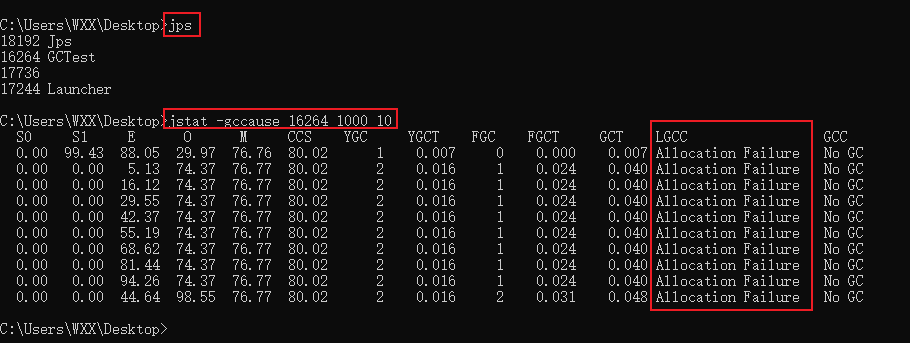 C:\Users\WXX\Desktop>jps
18192 Jps
16264 GCTest
17736
17244 Launcher
C:\Users\WXX\Desktop>jstat -gccause 16264 1000 10
S0 S1 E O M CCS YGC YGCT FGC FGCT GCT LGCC GCC
0.00 99.43 88.05 29.97 76.76 80.02 1 0.007 0 0.000 0.007 Allocation Failure No GC
0.00 0.00 5.13 74.37 76.77 80.02 2 0.016 1 0.024 0.040 Allocation Failure No GC
0.00 0.00 16.12 74.37 76.77 80.02 2 0.016 1 0.024 0.040 Allocation Failure No GC
0.00 0.00 29.55 74.37 76.77 80.02 2 0.016 1 0.024 0.040 Allocation Failure No GC
0.00 0.00 42.37 74.37 76.77 80.02 2 0.016 1 0.024 0.040 Allocation Failure No GC
0.00 0.00 55.19 74.37 76.77 80.02 2 0.016 1 0.024 0.040 Allocation Failure No GC
0.00 0.00 68.62 74.37 76.77 80.02 2 0.016 1 0.024 0.040 Allocation Failure No GC
0.00 0.00 81.44 74.37 76.77 80.02 2 0.016 1 0.024 0.040 Allocation Failure No GC
0.00 0.00 94.26 74.37 76.77 80.02 2 0.016 1 0.024 0.040 Allocation Failure No GC
0.00 0.00 44.64 98.55 76.77 80.02 2 0.016 2 0.031 0.048 Allocation Failure No GC
C:\Users\WXX\Desktop>